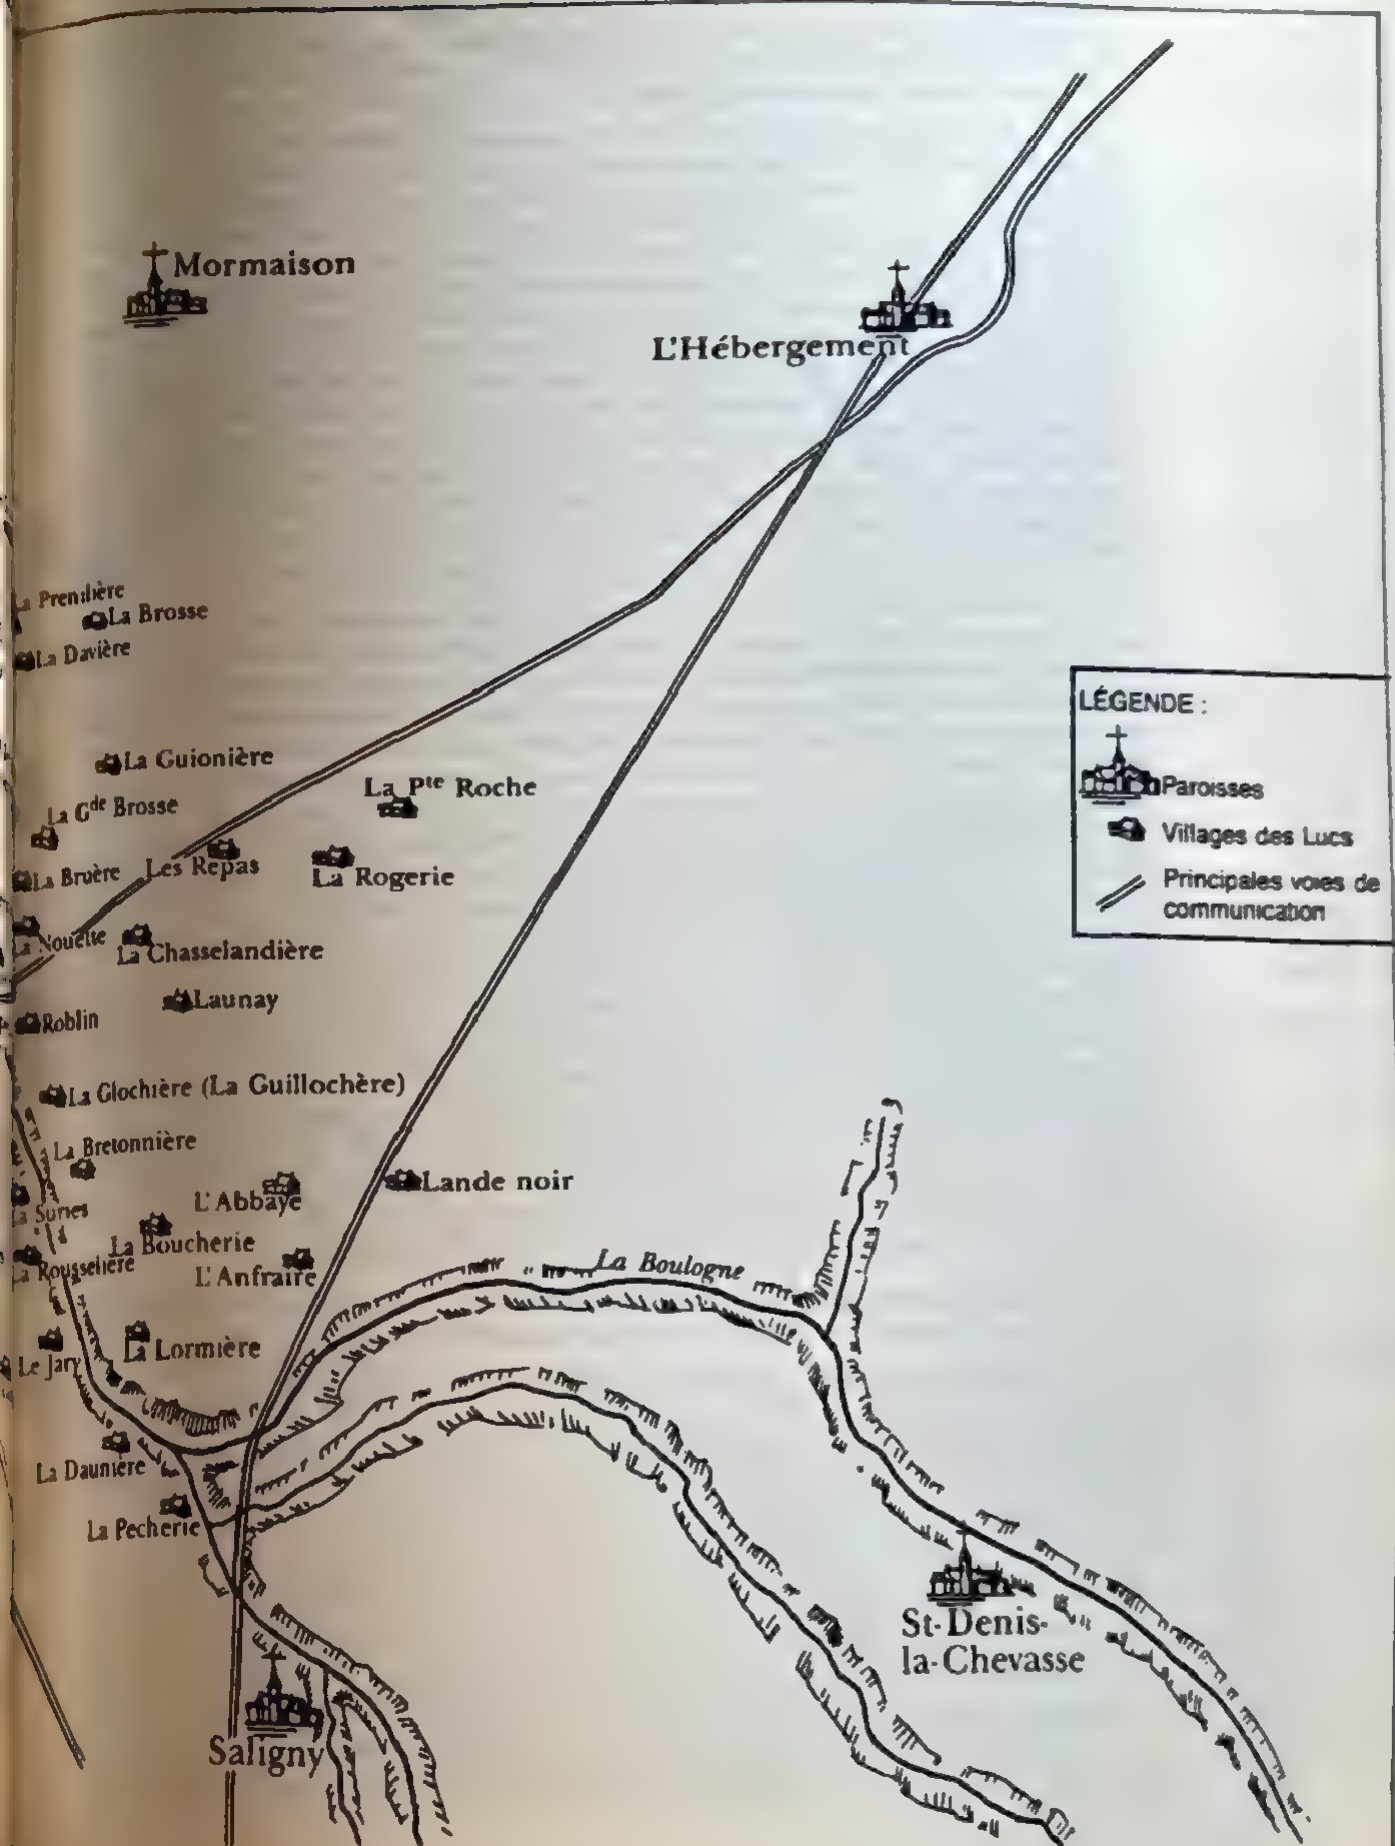 Mormaison
L'Hébergement
La Prenilière
La Brosse
La Davière
LÉGENDE :
Paroisses
Villages des Lucs
Principales voies de
communication
La Guionière
La Pte Roche
La Gde Brosse
La Bruère
Les Repas
La Rogerie
La Nouette
La Chasselandière
Launay
Roblin
La Glochière (La Guillochère)
La Bretonnière
Lande noir
L'Abbaye
La Sories
La Boucherie
La Rousselière
L'Anfraire
La Boulogne
La Lormière
Le Jary
La Daunière
La Pecherie
St-Denis-
la-Chevasse
Saligny